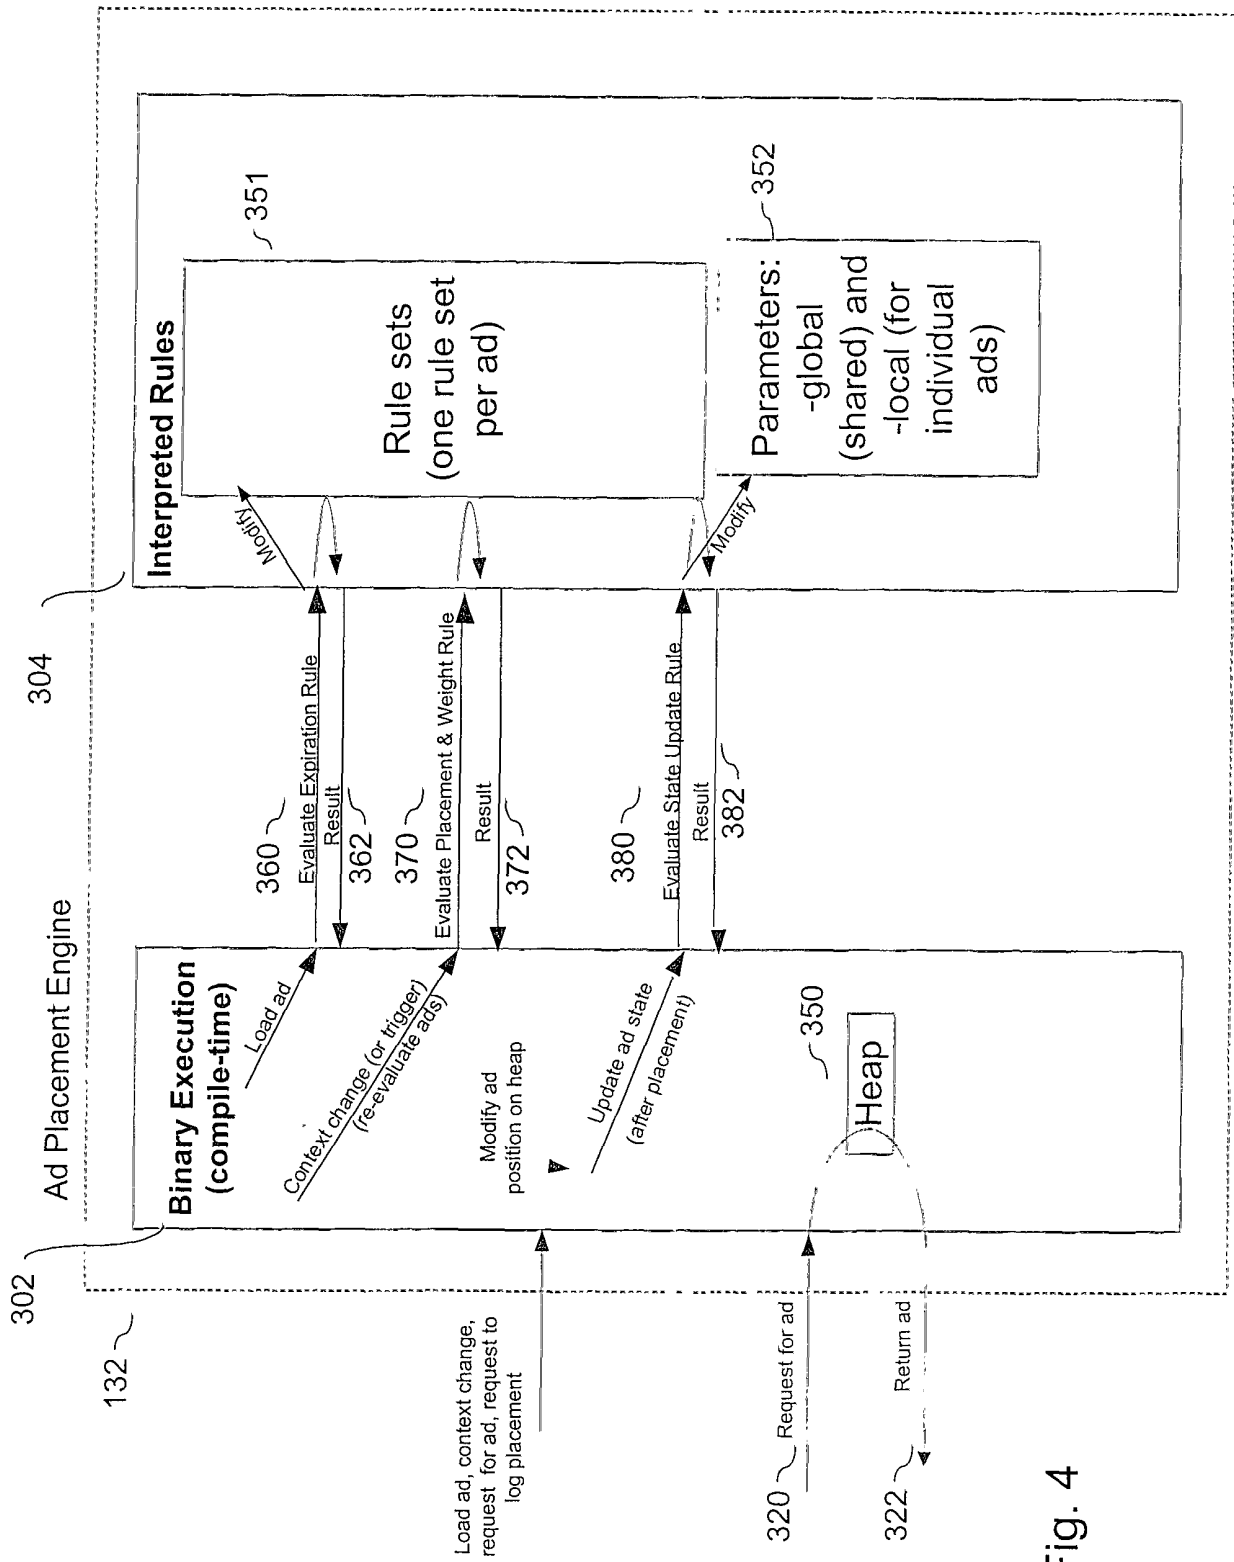 Ad Placement Engine
132
302
304
Binary Execution
(compile-time)
Load ad
Context change (or trigger)
(re-evaluate ads)
Modify ad
position on heap
Update ad state
(after placement)
350
Heap
Load ad, context change,
request for ad, request to
log placement
320
Request for ad
322
Return ad
360
Evaluate Expiration Rule
Result
362
370
Evaluate Placement & Weight Rule
Result
372
380
Evaluate State Update Rule
Result
382
Interpreted Rules
Modify
351
Rule sets
(one rule set
per ad)
Modify
352
Parameters:
-global
(shared) and
-local (for
individual
ads)
Fig. 4